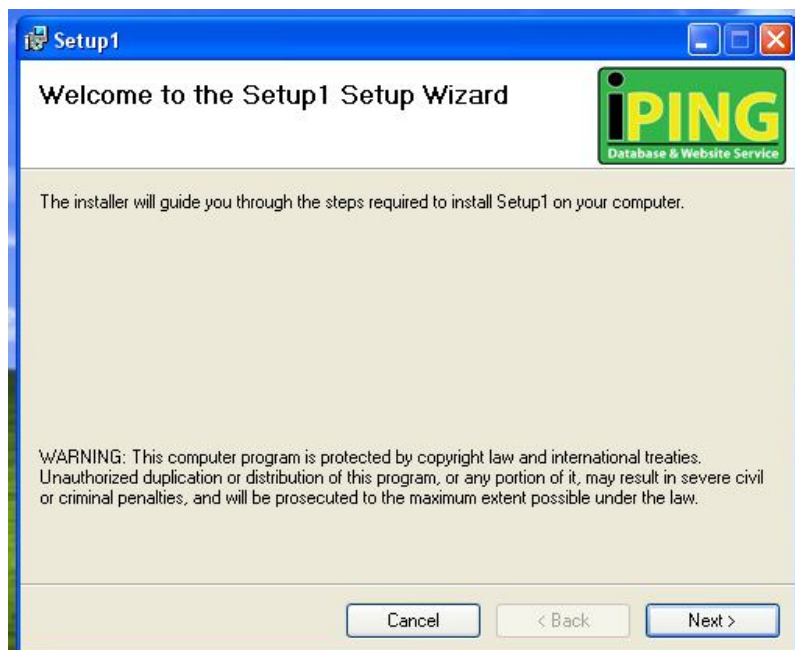 Setup1
Welcome to the Setup1 Setup Wizard
iPING
Database & Website Service
The installer will guide you through the steps required to install Setup1 on your computer.
WARNING: This computer program is protected by copyright law and international treaties.
Unauthorized duplication or distribution of this program, or any portion of it, may result in severe civil
or criminal penalties, and will be prosecuted to the maximum extent possible under the law.
Cancel < Back Next >